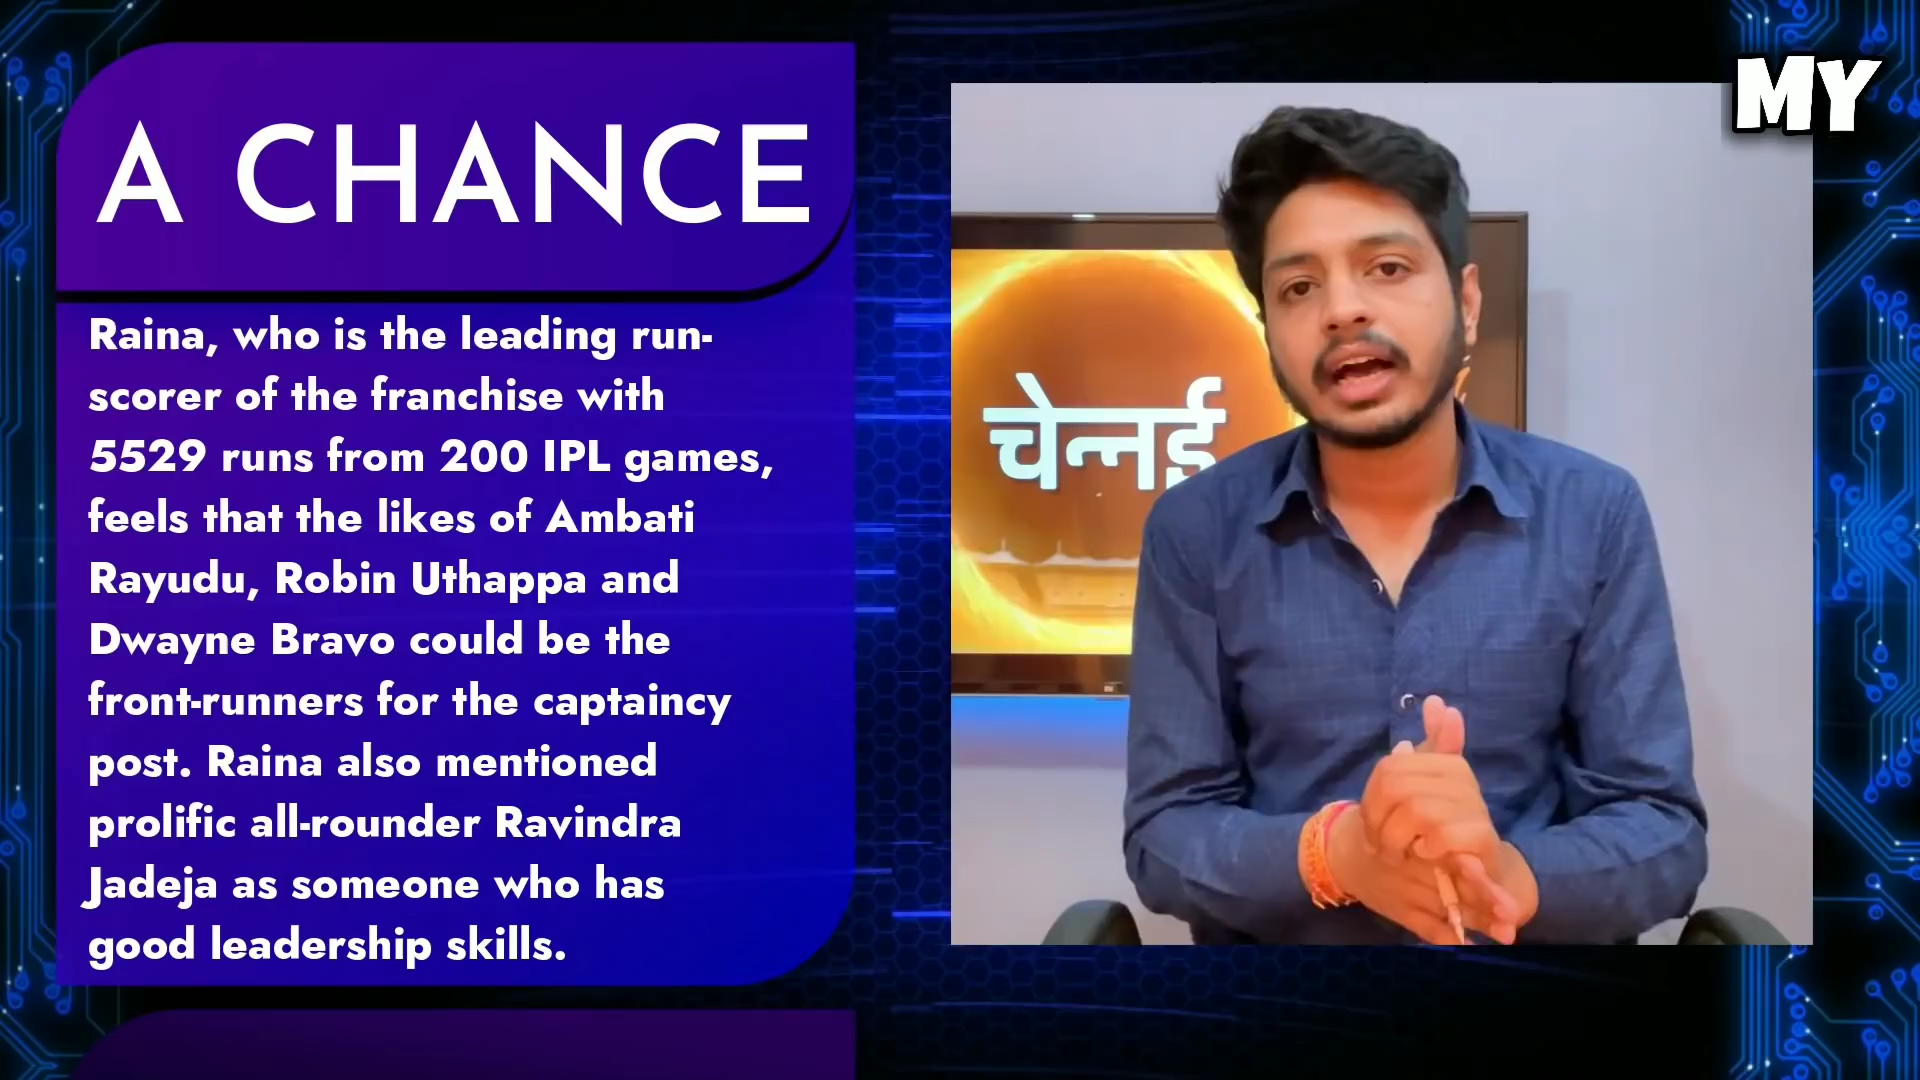 A CHANCE
Raina, who is the leading run-
scorer of the franchise with
5529 runs from 200 IPL games,
feels that the likes of Ambati
Rayudu, Robin Uthappa and
Dwayne Bravo could be the
front-runners for the captaincy
post. Raina also mentioned
prolific all-rounder Ravindra
Jadeja as someone who has
good leadership skills.
MY
चेन्नई